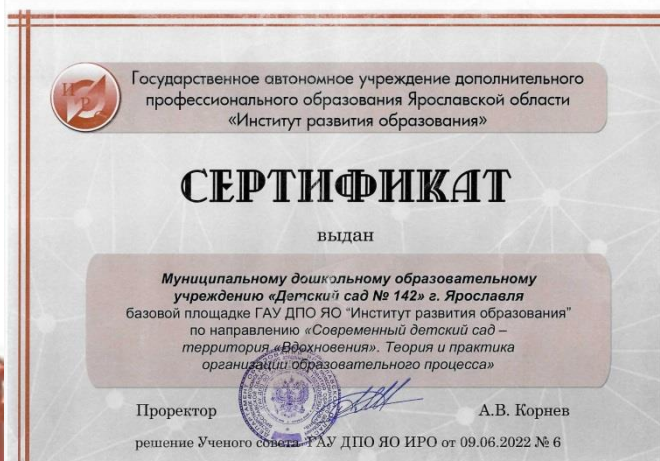 И
Р
Государственное автономное учреждение дополнительного
профессионального образования Ярославской области
«Институт развития образования»
СЕРТИФИКАТ
выдан
Муниципальному дошкольному образовательному
учреждению «Детский сад № 142» г. Ярославля
базовой площадке ГАУ ДПО ЯО "Институт развития образования"
по направлению «Современный детский сад –
территория «Вдохновения». Теория и практика
организации образовательного процесса»
Проректор А.В. Корнев
решение Ученого совета ГАУ ДПО ЯО ИРО от 09.06.2022 № 6